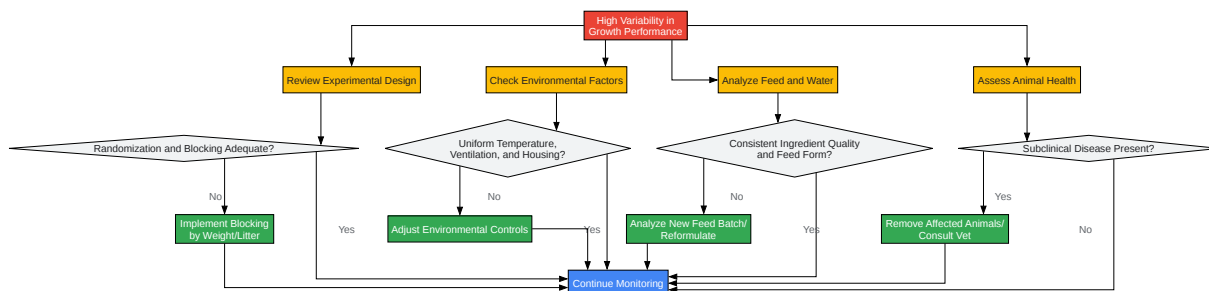 High Variability in
Growth Performance
Review Experimental Design
Check Environmental Factors
Analyze Feed and Water
Assess Animal Health
Randomization and Blocking Adequate?
Uniform Temperature,
Ventilation, and Housing?
Consistent Ingredient Quality
and Feed Form?
Subclinical Disease Present?
No
No
No
Yes
Implement Blocking
by Weight/Litter
Yes
Adjust Environmental Controls
Yes
Analyze New Feed Batch/
Reformulate
Yes
Remove Affected Animals/
Consult Vet
No
Continue Monitoring